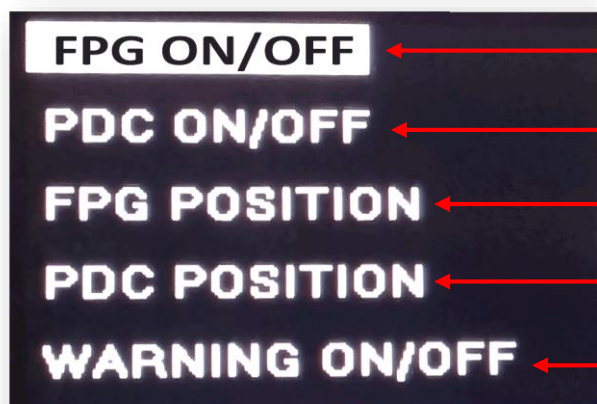 FPG ON/OFF
PDC ON/OFF
FPG POSITION
PDC POSITION
WARNING ON/OFF